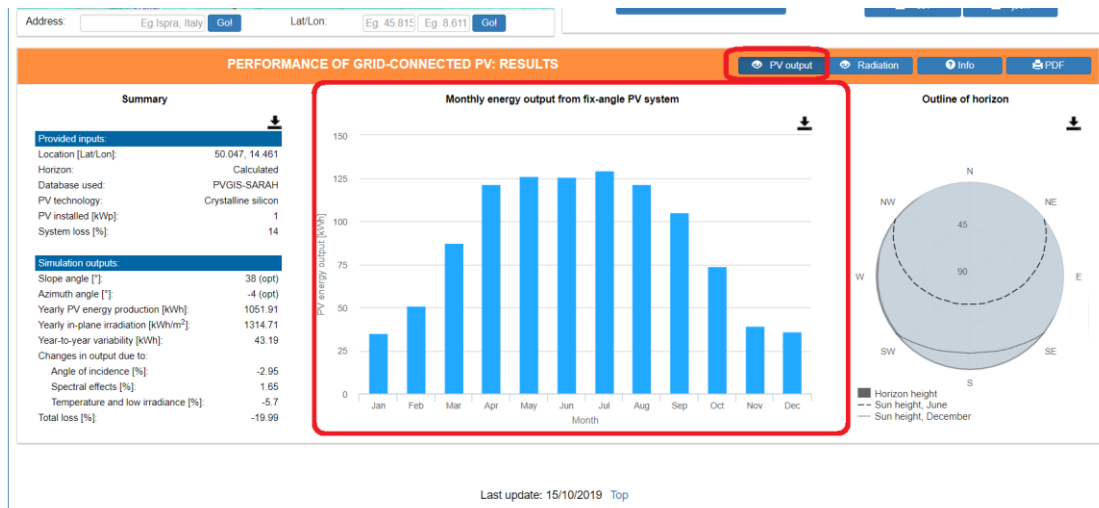 Address:
Eg.Ispra, Italy
Go!
Lat/Lon:
Eg. 45.815
Eg. 8.611
Go!
PERFORMANCE OF GRID-CONNECTED PV: RESULTS
PV output
Radiation
Info
PDF
Summary
Provided inputs:
Location [Lat/Lon]: 50.047, 14.461
Horizon: Calculated
Database used: PVGIS-SARAH
PV technology: Crystalline silicon
PV installed [kWp]: 1
System loss [%]: 14
Simulation outputs:
Slope angle [°]: 38 (opt)
Azimuth angle [°]: -4 (opt)
Yearly PV energy production [kWh]: 1051.91
Yearly in-plane irradiation [kWh/m²]: 1314.71
Year-to-year variability [kWh]: 43.19
Changes in output due to:
Angle of incidence [%]: -2.95
Spectral effects [%]: 1.65
Temperature and low irradiance [%]: -5.7
Total loss [%]: -19.99
Monthly energy output from fix-angle PV system
PV energy output [kWh]
150
125
100
75
50
25
0
Jan Feb Mar Apr May Jun Jul Aug Sep Oct Nov Dec
Month
Outline of horizon
N
NW
NE
45
W
90
E
SW
SE
S
Horizon height
Sun height, June
Sun height, December
Last update: 15/10/2019 Top